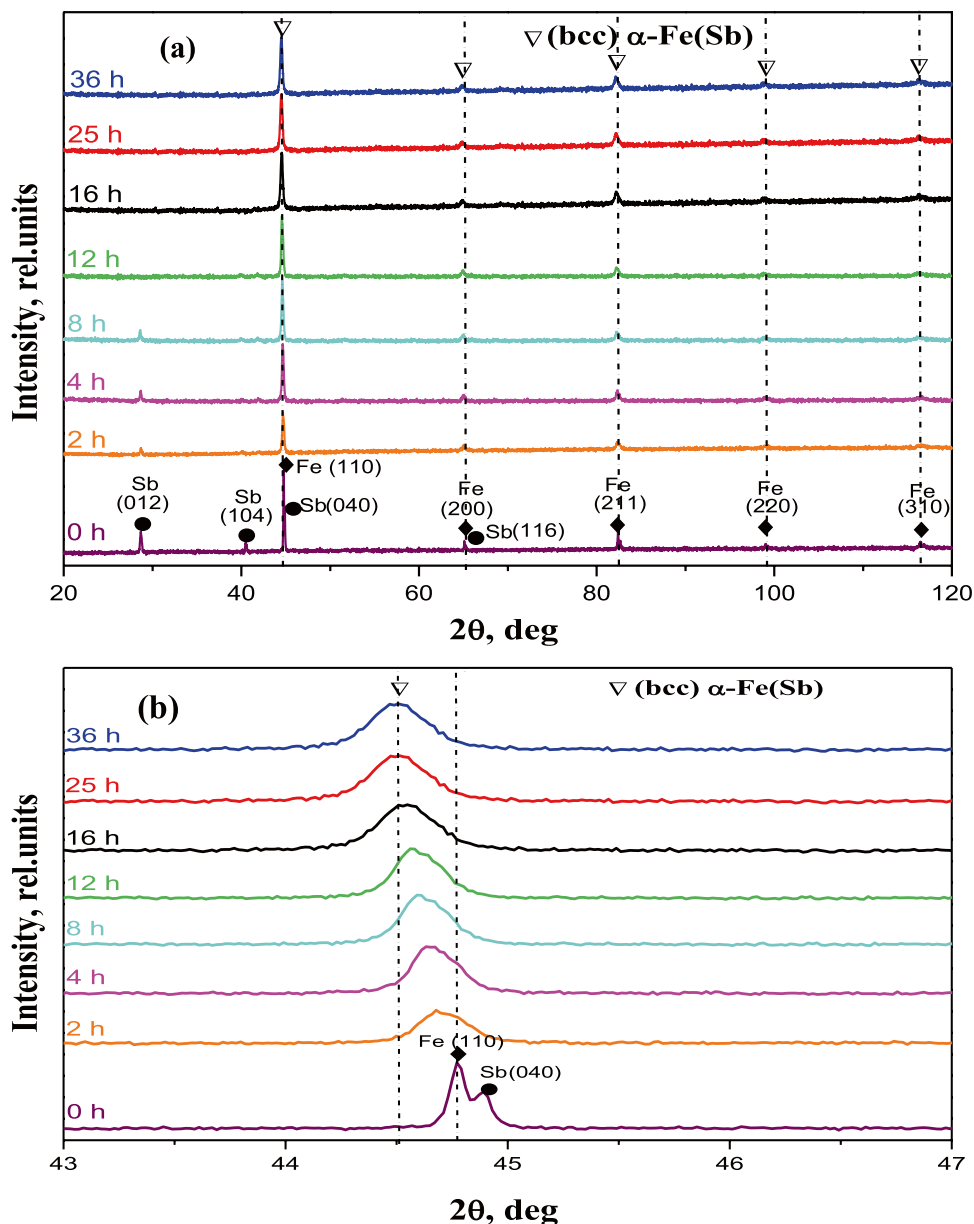 (a)
▽ (bcc) α-Fe(Sb)
36 h
25 h
16 h
12 h
8 h
4 h
2 h
0 h
Sb
(012)
Sb
(104)
Fe (110)
Sb(040)
Fe
(200)
Sb(116)
Fe
(211)
Fe
(220)
Fe
(310)
Intensity, rel.units
20 40 60 80 100 120
2θ, deg
(b)
▽ (bcc) α-Fe(Sb)
36 h
25 h
16 h
12 h
8 h
4 h
2 h
0 h
Fe (110)
Sb(040)
Intensity, rel.units
43 44 45 46 47
2θ, deg